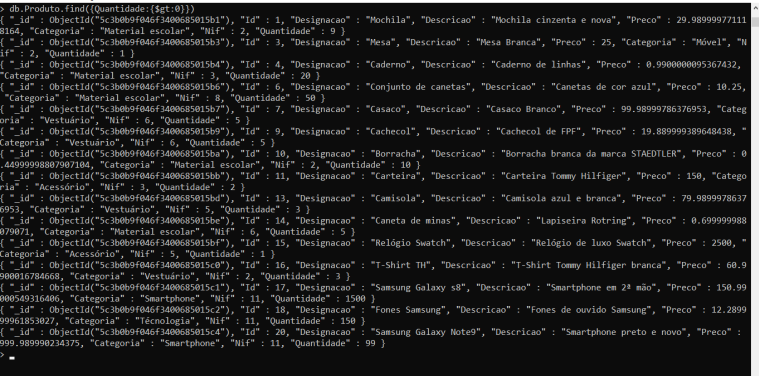 > db.Produto.find({Quantidade:{$gt:0}})
{ "_id" : ObjectId("5c3b0b9f046f3400685015b1"), "Id" : 1, "Designacao" : "Mochila", "Descricao" : "Mochila cinzenta e nova", "Preco" : 29.98999977111
8164, "Categoria" : "Material escolar", "Nif" : 2, "Quantidade" : 9 }
{ "_id" : ObjectId("5c3b0b9f046f3400685015b3"), "Id" : 3, "Designacao" : "Mesa", "Descricao" : "Mesa Branca", "Preco" : 25, "Categoria" : "Móvel", "N
if" : 2, "Quantidade" : 1 }
{ "_id" : ObjectId("5c3b0b9f046f3400685015b4"), "Id" : 4, "Designacao" : "Caderno", "Descricao" : "Caderno de linhas", "Preco" : 0.9900000095367432,
"Categoria" : "Material escolar", "Nif" : 3, "Quantidade" : 20 }
{ "_id" : ObjectId("5c3b0b9f046f3400685015b6"), "Id" : 6, "Designacao" : "Conjunto de canetas", "Descricao" : "Canetas de cor azul", "Preco" : 10.25,
"Categoria" : "Material escolar", "Nif" : 8, "Quantidade" : 50 }
{ "_id" : ObjectId("5c3b0b9f046f3400685015b7"), "Id" : 7, "Designacao" : "Casaco", "Descricao" : "Casaco Branco", "Preco" : 99.98999786376953, "Categ
oria" : "Vestuário", "Nif" : 6, "Quantidade" : 5 }
{ "_id" : ObjectId("5c3b0b9f046f3400685015b9"), "Id" : 9, "Designacao" : "Cachecol", "Descricao" : "Cachecol de FPF", "Preco" : 19.889999389648438, "
Categoria" : "Vestuário", "Nif" : 6, "Quantidade" : 5 }
{ "_id" : ObjectId("5c3b0b9f046f3400685015ba"), "Id" : 10, "Designacao" : "Borracha", "Descricao" : "Borracha branca da marca STAEDTLER", "Preco" : 0
.44999998807907104, "Categoria" : "Material escolar", "Nif" : 2, "Quantidade" : 10 }
{ "_id" : ObjectId("5c3b0b9f046f3400685015bb"), "Id" : 11, "Designacao" : "Carteira", "Descricao" : "Carteira Tommy Hilfiger", "Preco" : 150, "Catego
ria" : "Acessório", "Nif" : 3, "Quantidade" : 2 }
{ "_id" : ObjectId("5c3b0b9f046f3400685015bd"), "Id" : 13, "Designacao" : "Camisola", "Descricao" : "Camisola azul e branca", "Preco" : 79.9899978637
6953, "Categoria" : "Vestuário", "Nif" : 5, "Quantidade" : 3 }
{ "_id" : ObjectId("5c3b0b9f046f3400685015be"), "Id" : 14, "Designacao" : "Caneta de minas", "Descricao" : "Lapiseira Rotring", "Preco" : 0.699999988
079071, "Categoria" : "Material escolar", "Nif" : 6, "Quantidade" : 5 }
{ "_id" : ObjectId("5c3b0b9f046f3400685015bf"), "Id" : 15, "Designacao" : "Relógio Swatch", "Descricao" : "Relógio de luxo Swatch", "Preco" : 2500, "
Categoria" : "Acessório", "Nif" : 5, "Quantidade" : 1 }
{ "_id" : ObjectId("5c3b0b9f046f3400685015c0"), "Id" : 16, "Designacao" : "T-Shirt TH", "Descricao" : "T-Shirt Tommy Hilfiger branca", "Preco" : 60.9
9000016784668, "Categoria" : "Vestuário", "Nif" : 2, "Quantidade" : 3 }
{ "_id" : ObjectId("5c3b0b9f046f3400685015c1"), "Id" : 17, "Designacao" : "Samsung Galaxy s8", "Descricao" : "Smartphone em 2ª mão", "Preco" : 150.99
000549316406, "Categoria" : "Smartphone", "Nif" : 11, "Quantidade" : 1500 }
{ "_id" : ObjectId("5c3b0b9f046f3400685015c2"), "Id" : 18, "Designacao" : "Fones Samsung", "Descricao" : "Fones de ouvido Samsung", "Preco" : 12.2899
99961853027, "Categoria" : "Técnologia", "Nif" : 11, "Quantidade" : 150 }
{ "_id" : ObjectId("5c3b0b9f046f3400685015c4"), "Id" : 20, "Designacao" : "Samsung Galaxy Note9", "Descricao" : "Smartphone preto e novo", "Preco" :
999.989990234375, "Categoria" : "Smartphone", "Nif" : 11, "Quantidade" : 99 }
>